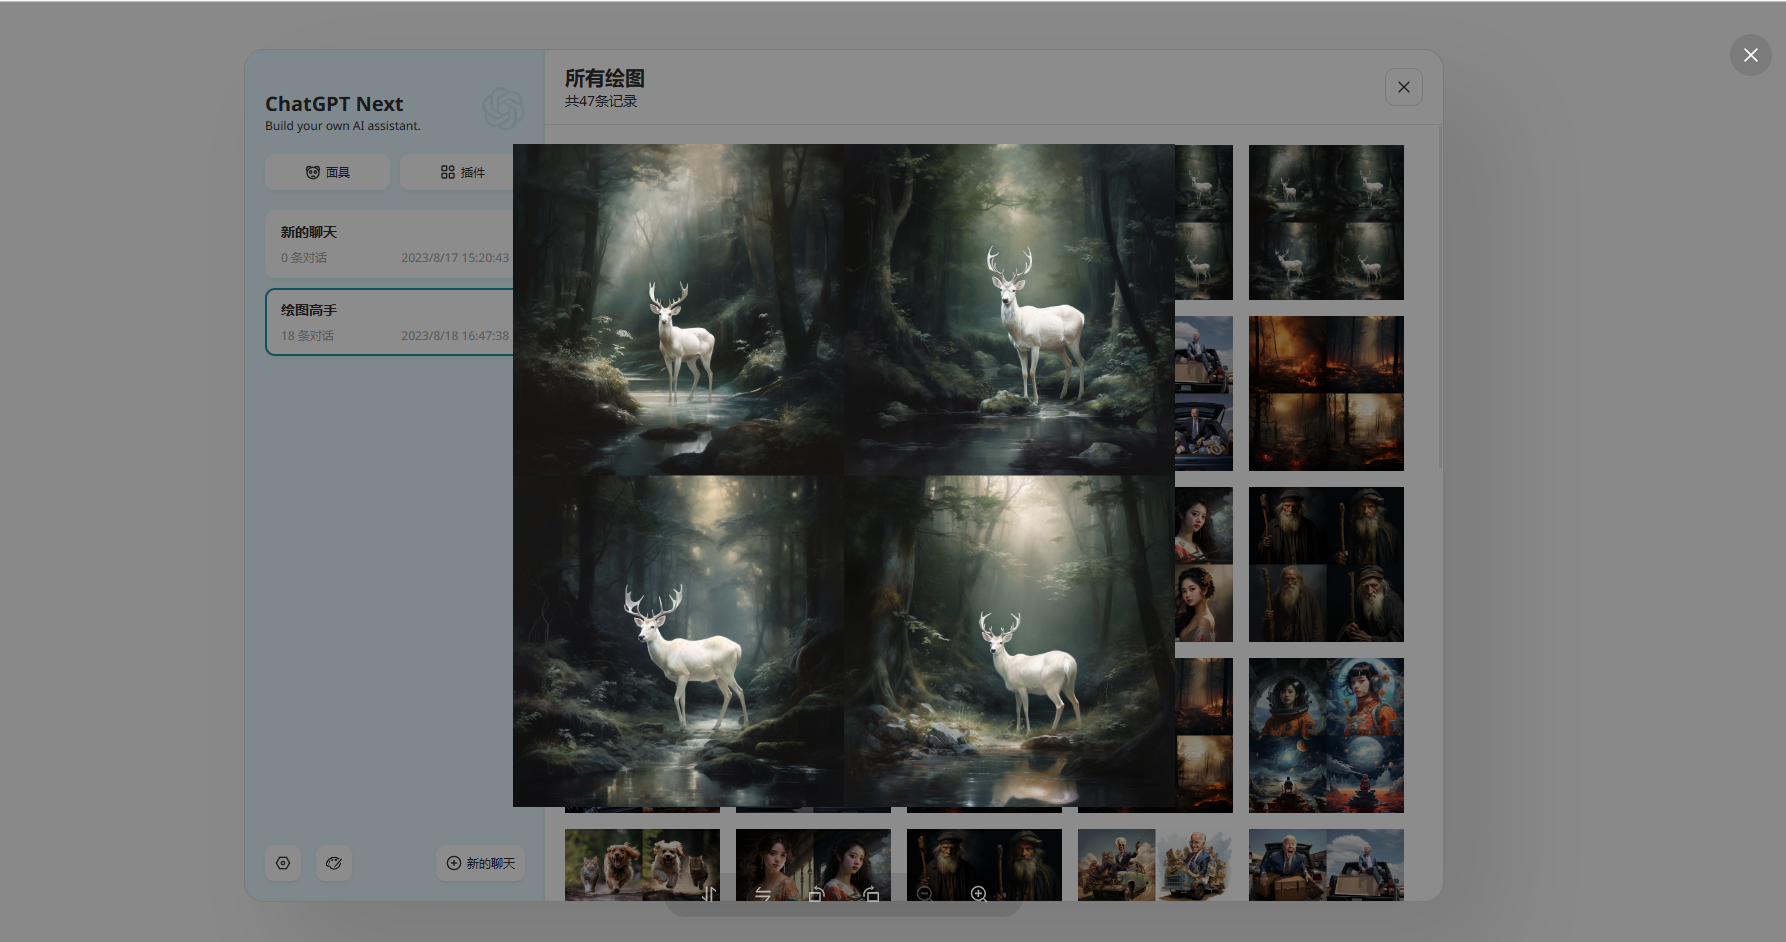 ChatGPT Next
Build your own AI assistant.
面具
插件
新的聊天
0 条对话
2023/8/17 15:20:43
绘图高手
18 条对话
2023/8/18 16:47:38
新的聊天
所有绘图
共47条记录